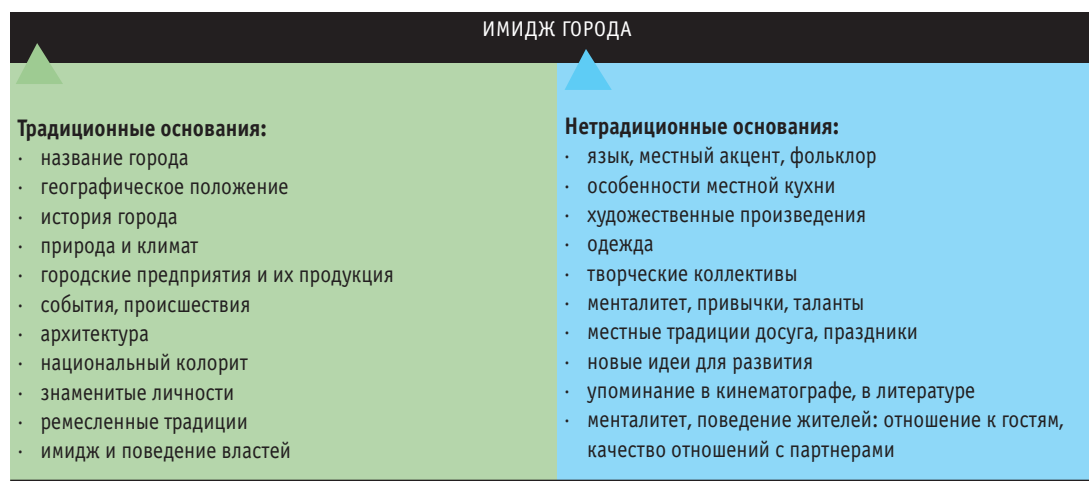 ИМИДЖ ГОРОДА
Традиционные основания:
· название города
· географическое положение
· история города
· природа и климат
· городские предприятия и их продукция
· события, происшествия
· архитектура
· национальный колорит
· знаменитые личности
· ремесленные традиции
· имидж и поведение властей
Нетрадиционные основания:
· язык, местный акцент, фольклор
· особенности местной кухни
· художественные произведения
· одежда
· творческие коллективы
· менталитет, привычки, таланты
· местные традиции досуга, праздники
· новые идеи для развития
· упоминание в кинематографе, в литературе
· менталитет, поведение жителей: отношение к гостям,
качество отношений с партнерами